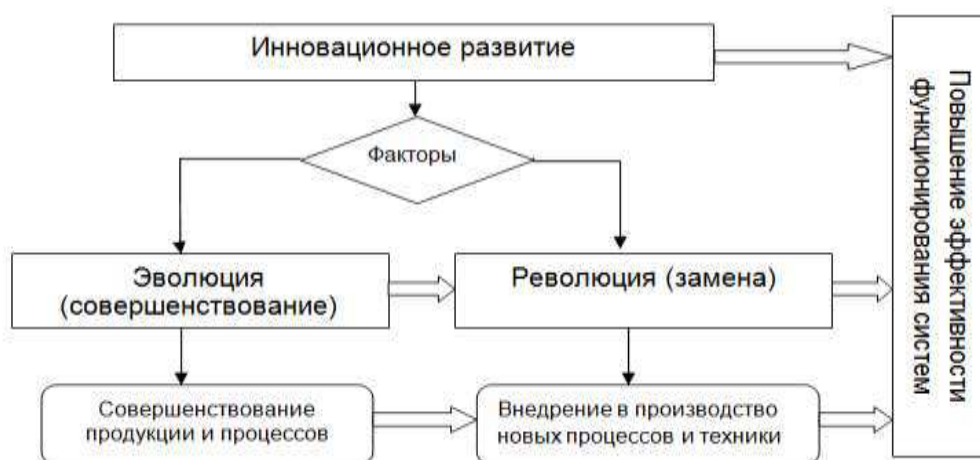 Инновационное развитие
Факторы
Эволюция
(совершенствование)
Революция (замена)
Совершенствование
продукции и процессов
Внедрение в производство
новых процессов и техники
Повышение эффективности
функционирования систем